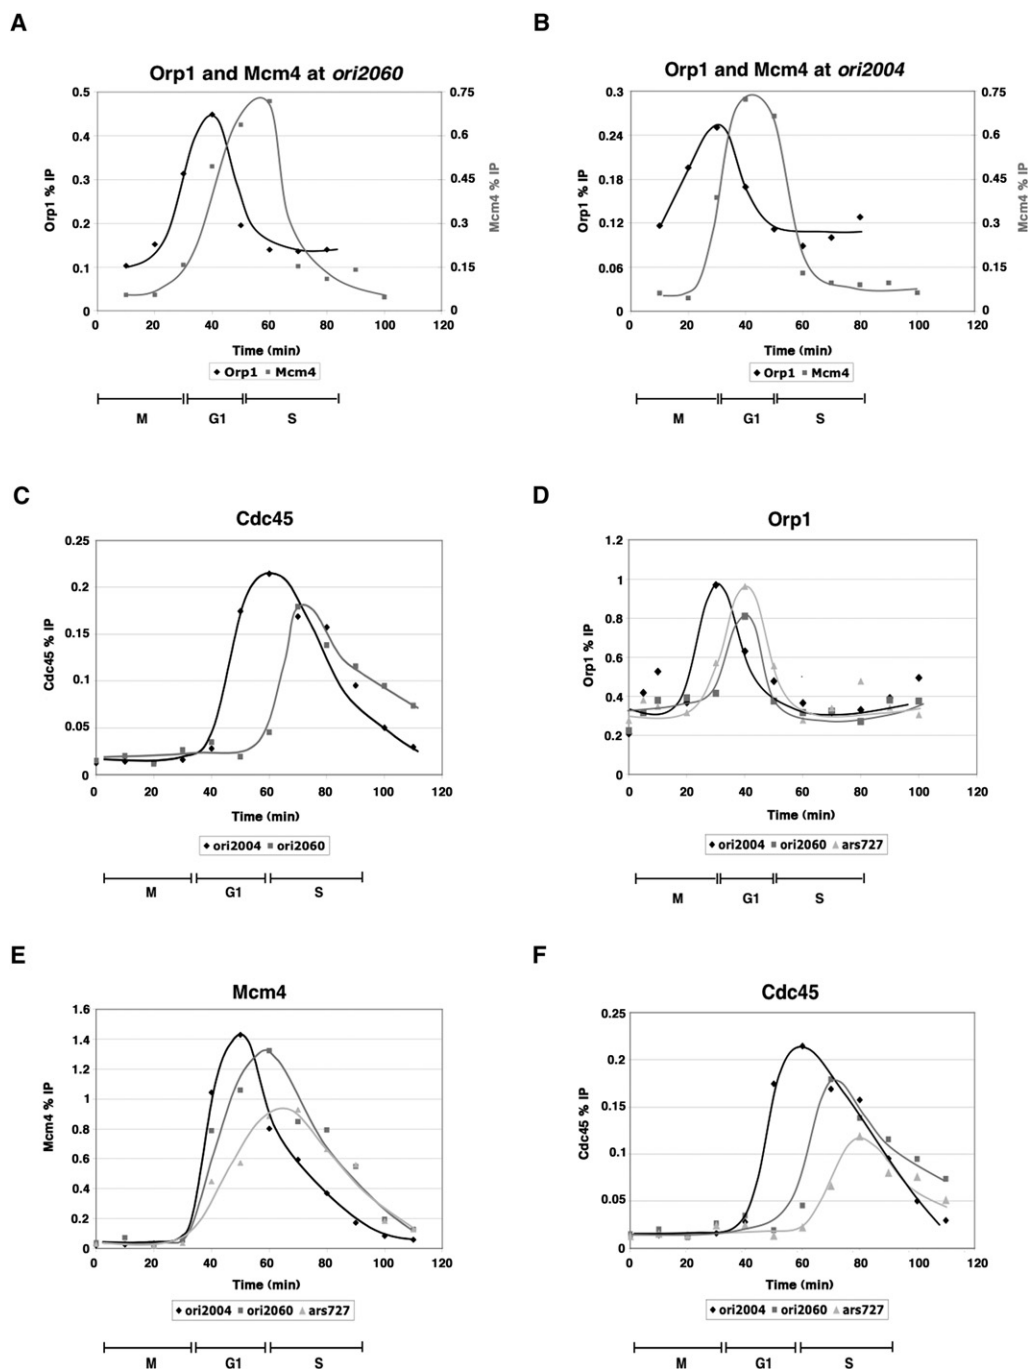 A
Orp1 and Mcm4 at ori2060
Orp1 % IP
0.5
0.4
0.3
0.2
0.1
0
0.75
0.6
0.45
0.3
0.15
0
Mcm4 % IP
0 20 40 60 80 100 120
Time (min)
Orp1 Mcm4
M G1 S
B
Orp1 and Mcm4 at ori2004
Orp1 % IP
0.3
0.24
0.18
0.12
0.06
0
0.75
0.6
0.45
0.3
0.15
0
Mcm4 % IP
0 20 40 60 80 100 120
Time (min)
Orp1 Mcm4
M G1 S
C
Cdc45
Cdc45 % IP
0.25
0.2
0.15
0.1
0.05
0
0 20 40 60 80 100 120
Time (min)
ori2004 ori2060
M G1 S
D
Orp1
Orp1 % IP
1.2
1
0.8
0.6
0.4
0.2
0
0 20 40 60 80 100 120
Time (min)
ori2004 ori2060 ars727
M G1 S
E
Mcm4
Mcm4 % IP
1.6
1.4
1.2
1
0.8
0.6
0.4
0.2
0
0 20 40 60 80 100 120
Time (min)
ori2004 ori2060 ars727
M G1 S
F
Cdc45
Cdc45 % IP
0.25
0.2
0.15
0.1
0.05
0
0 20 40 60 80 100 120
Time (min)
ori2004 ori2060 ars727
M G1 S